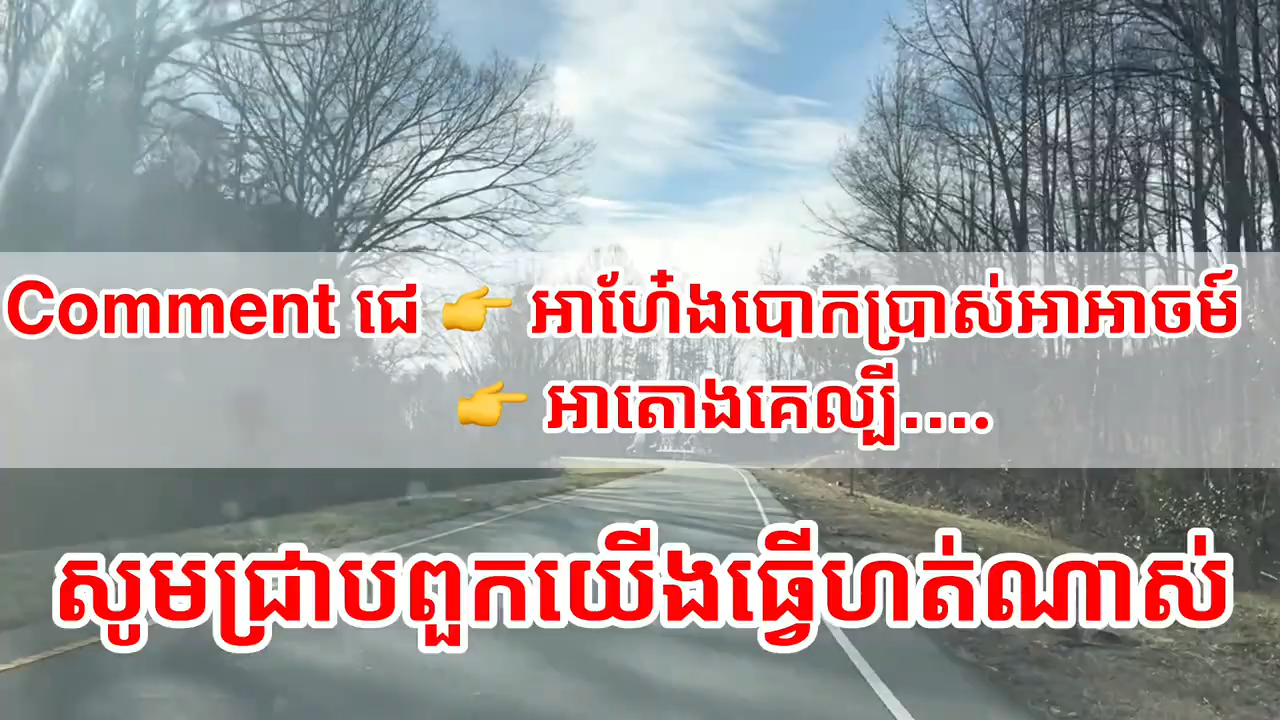 Comment ជេ 👉 អាហ៊ែងបោកប្រាស់អាអាចម៍
👉 អាតោងគេល្បី....
សូមជ្រាបពួកយើងធ្វើហត់ណាស់